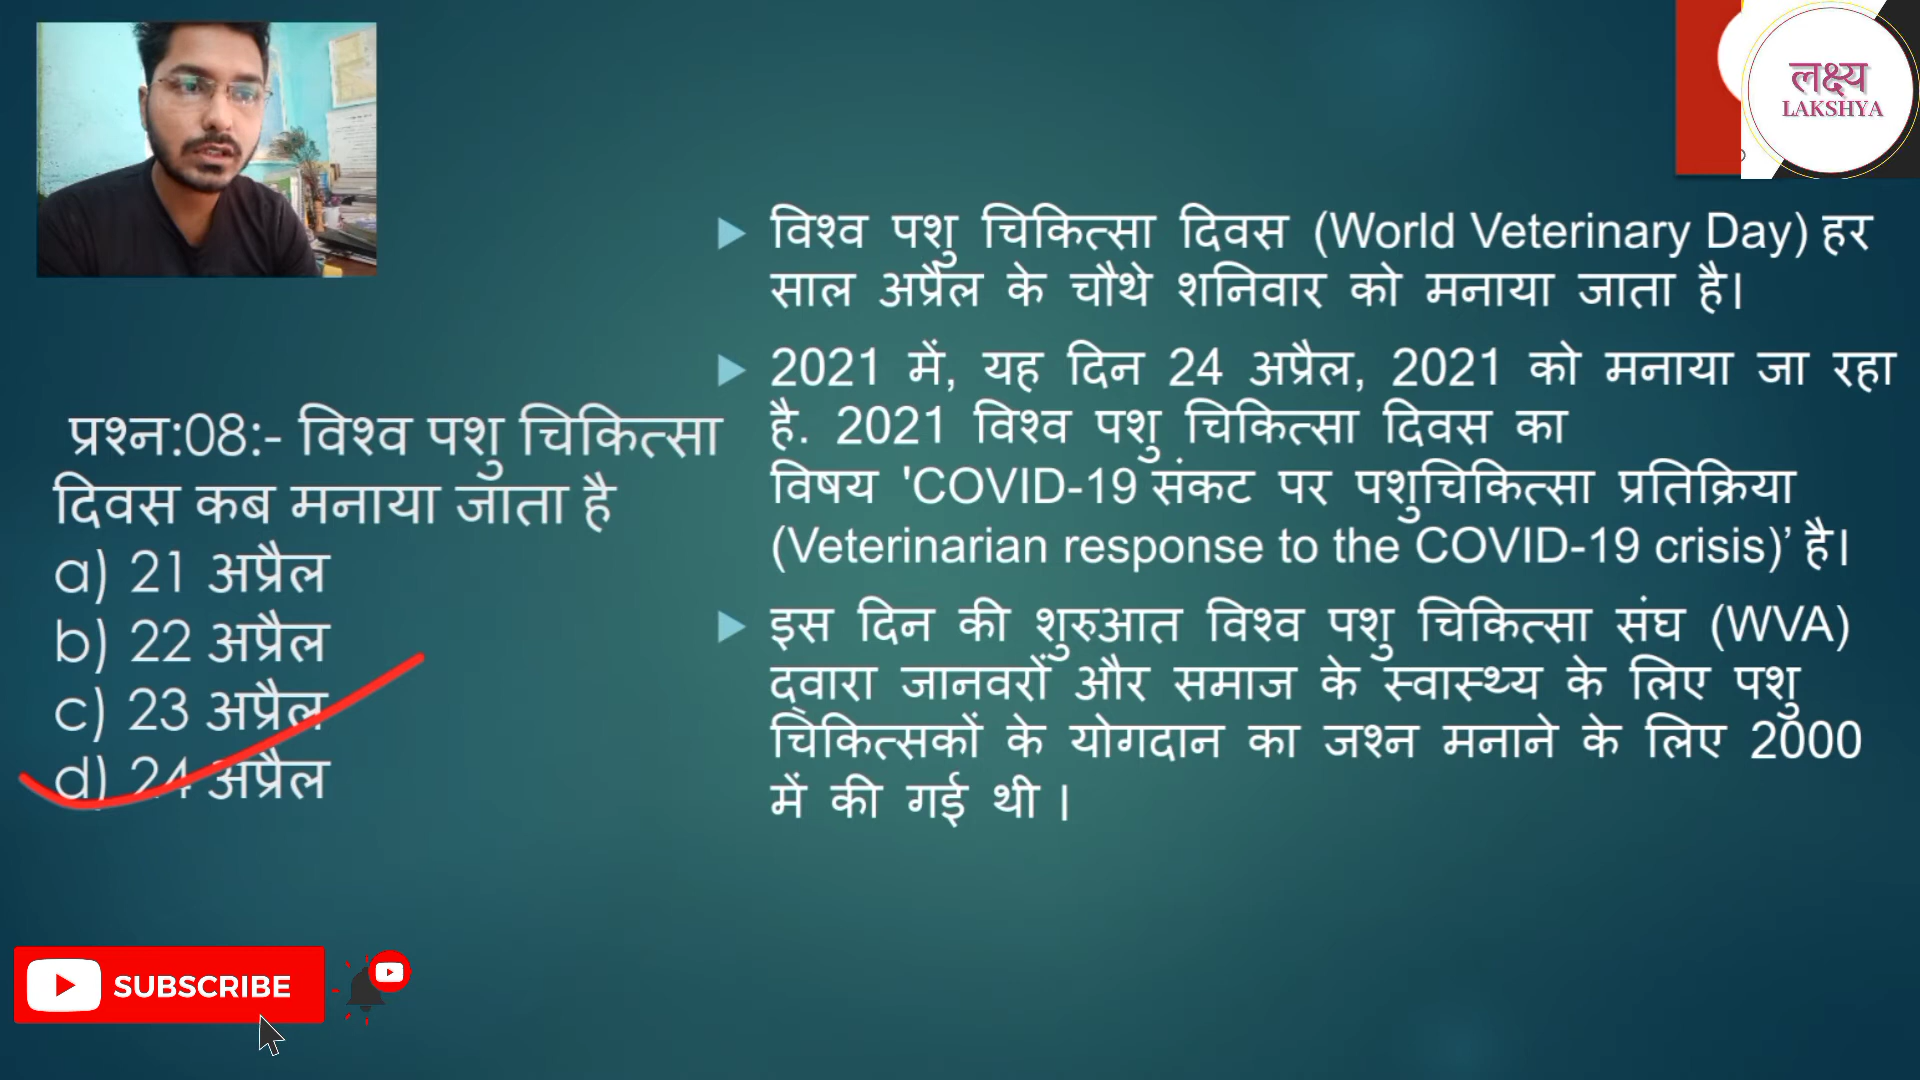 लक्ष्य
LAKSHYA
प्रश्न:08:- विश्व पशु चिकित्सा
दिवस कब मनाया जाता है
a) 21 अप्रैल
b) 22 अप्रैल
c) 23 अप्रैल
d) 24 अप्रैल
विश्व पशु चिकित्सा दिवस (World Veterinary Day) हर
साल अप्रैल के चौथे शनिवार को मनाया जाता है।
2021 में, यह दिन 24 अप्रैल, 2021 को मनाया जा रहा
है. 2021 विश्व पशु चिकित्सा दिवस का
विषय 'COVID-19 संकट पर पशुचिकित्सा प्रतिक्रिया
(Veterinarian response to the COVID-19 crisis)’ है।
इस दिन की शुरुआत विश्व पशु चिकित्सा संघ (WVA)
द्वारा जानवरों और समाज के स्वास्थ्य के लिए पशु
चिकित्सकों के योगदान का जश्न मनाने के लिए 2000
में की गई थी ।
SUBSCRIBE